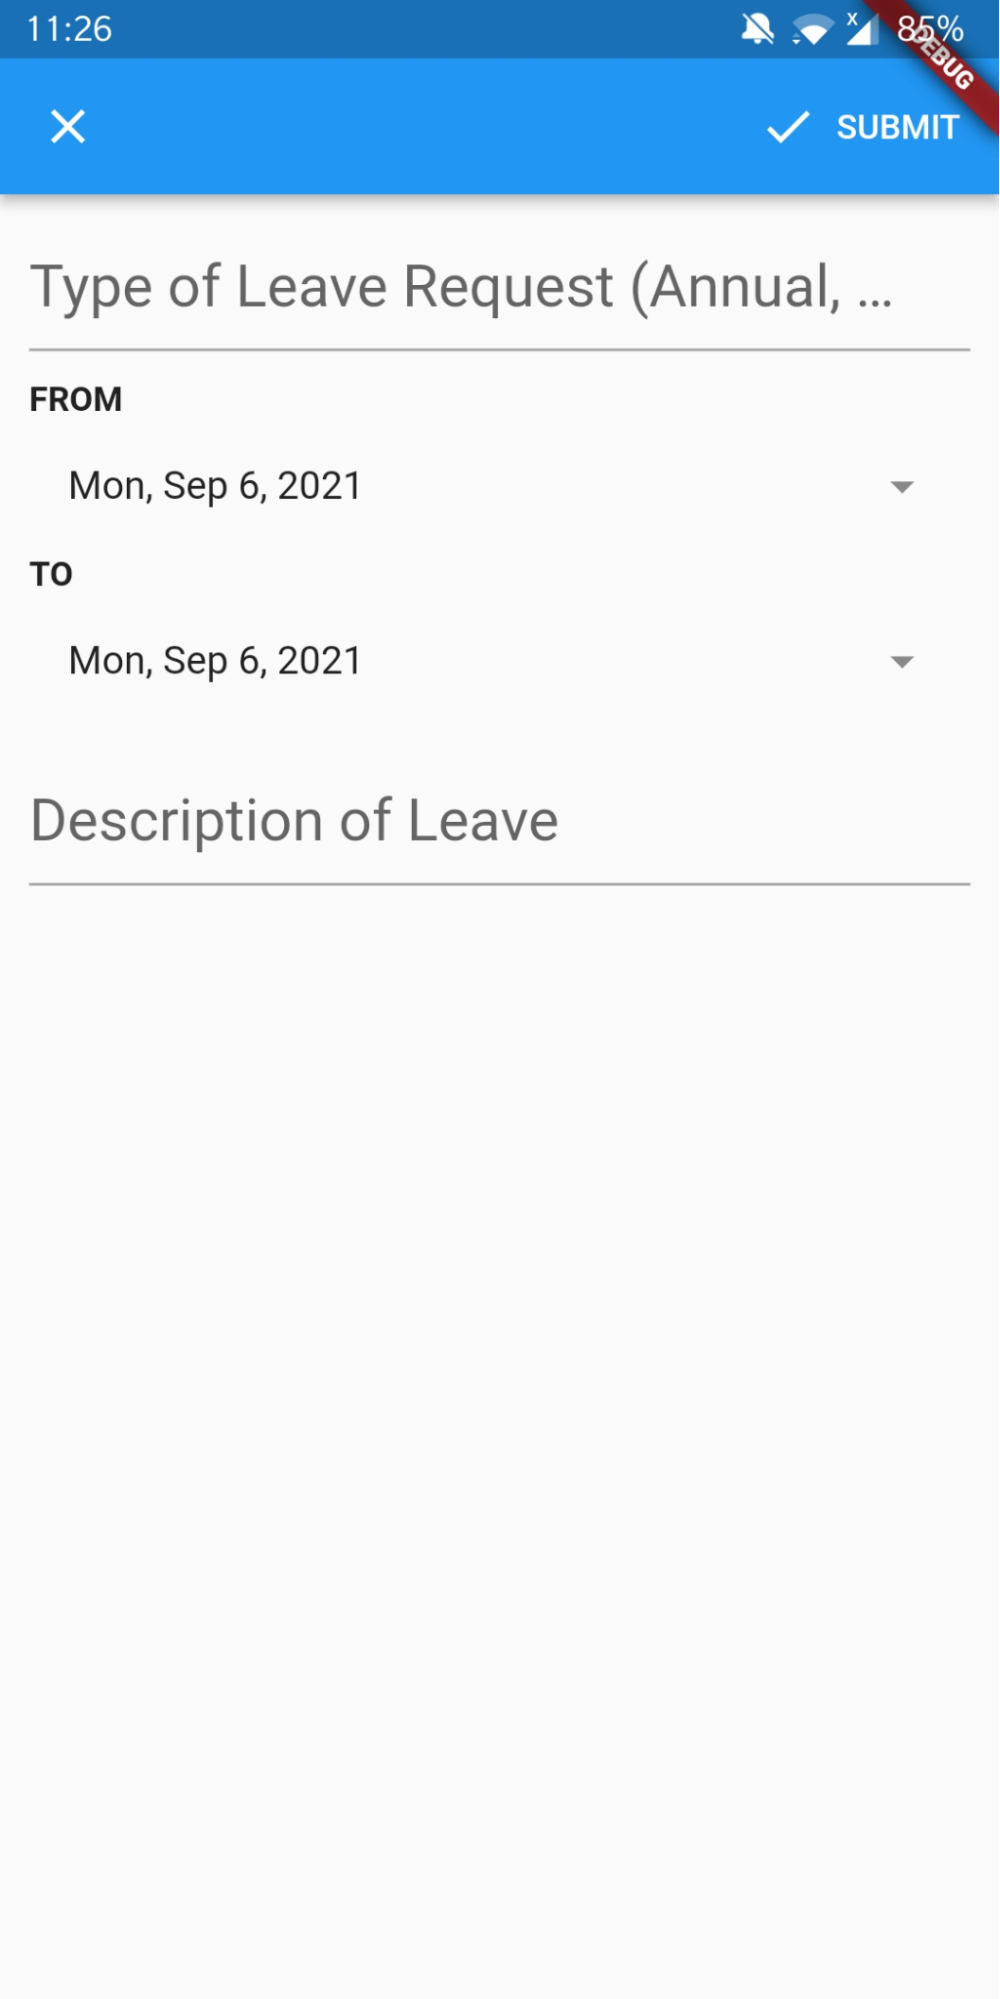 11:26 85%
DEBUG
SUBMIT
Type of Leave Request (Annual, ...
FROM
Mon, Sep 6, 2021
TO
Mon, Sep 6, 2021
Description of Leave